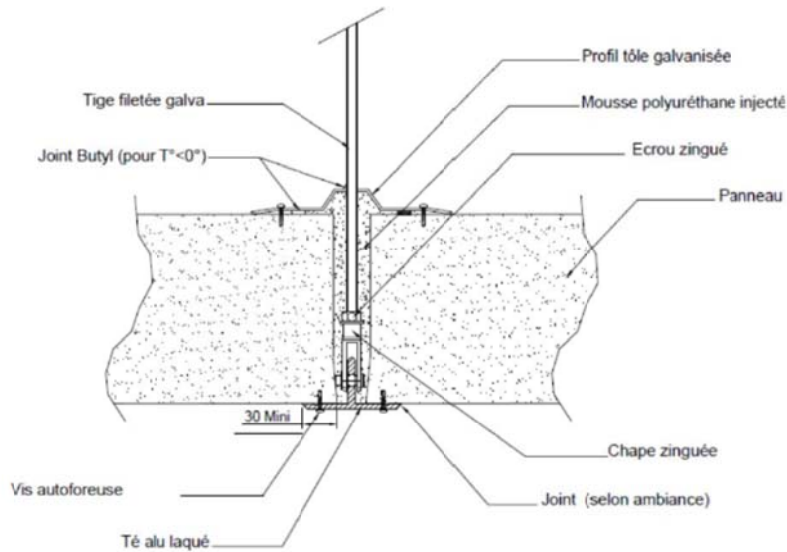 Profil tôle galvanisée
Tige filetée galva
Mousse polyuréthane injecté
Joint Butyl (pour T°<0°)
Ecrou zingué
Panneau
30 Mini
Chape zinguée
Vis autoforeuse
Joint (selon ambiance)
Té alu laqué